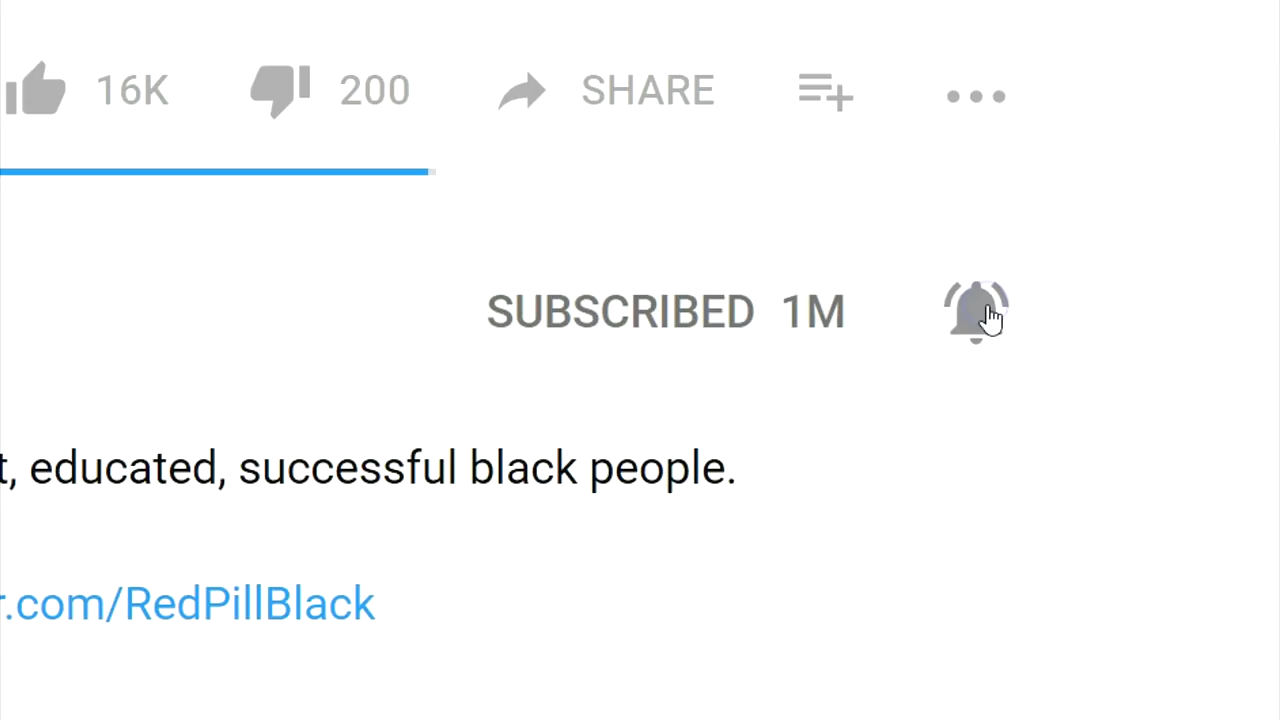 16K 200 SHARE
SUBSCRIBED 1M
t, educated, successful black people.
r.com/RedPillBlack